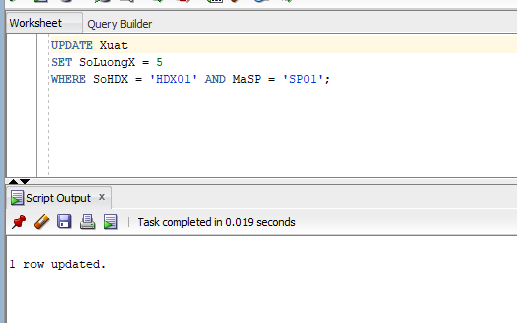 Worksheet Query Builder
UPDATE Xuat
SET SoLuongX = 5
WHERE SoHDX = 'HDX01' AND MaSP = 'SP01';
Script Output x
Task completed in 0.019 seconds
1 row updated.